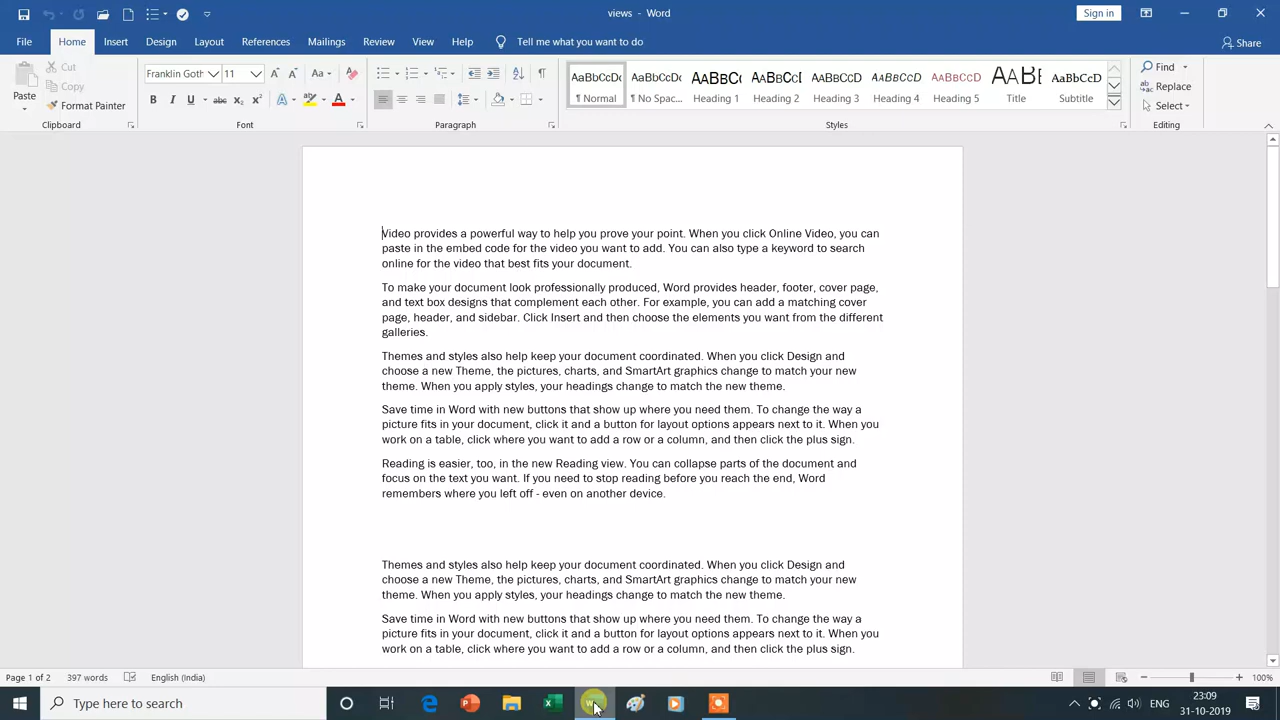 views - Word
Sign in
File Home Insert Design Layout References Mailings Review View Help Tell me what you want to do Share
Paste
Cut
Copy
Format Painter
Clipboard
Franklin Goth 11
Font
Paragraph
AaBbCcDc AaBbCcDc AaBbCc AaBbCcD AaBbCcD AaBbCcD AaBbCcD AaBbCcD
¶ Normal ¶ No Spac... Heading 1 Heading 2 Heading 3 Heading 4 Heading 5 Title Subtitle
Styles
Find
Replace
Select
Editing
Video provides a powerful way to help you prove your point. When you click Online Video, you can
paste in the embed code for the video you want to add. You can also type a keyword to search
online for the video that best fits your document.
To make your document look professionally produced, Word provides header, footer, cover page,
and text box designs that complement each other. For example, you can add a matching cover
page, header, and sidebar. Click Insert and then choose the elements you want from the different
galleries.
Themes and styles also help keep your document coordinated. When you click Design and
choose a new Theme, the pictures, charts, and SmartArt graphics change to match your new
theme. When you apply styles, your headings change to match the new theme.
Save time in Word with new buttons that show up where you need them. To change the way a
picture fits in your document, click it and a button for layout options appears next to it. When you
work on a table, click where you want to add a row or a column, and then click the plus sign.
Reading is easier, too, in the new Reading view. You can collapse parts of the document and
focus on the text you want. If you need to stop reading before you reach the end, Word
remembers where you left off - even on another device.
Themes and styles also help keep your document coordinated. When you click Design and
choose a new Theme, the pictures, charts, and SmartArt graphics change to match your new
theme. When you apply styles, your headings change to match the new theme.
Save time in Word with new buttons that show up where you need them. To change the way a
picture fits in your document, click it and a button for layout options appears next to it. When you
work on a table, click where you want to add a row or a column, and then click the plus sign.
Page 1 of 2 397 words English (India) 100%
Type here to search
ENG
23:09
31-10-2019